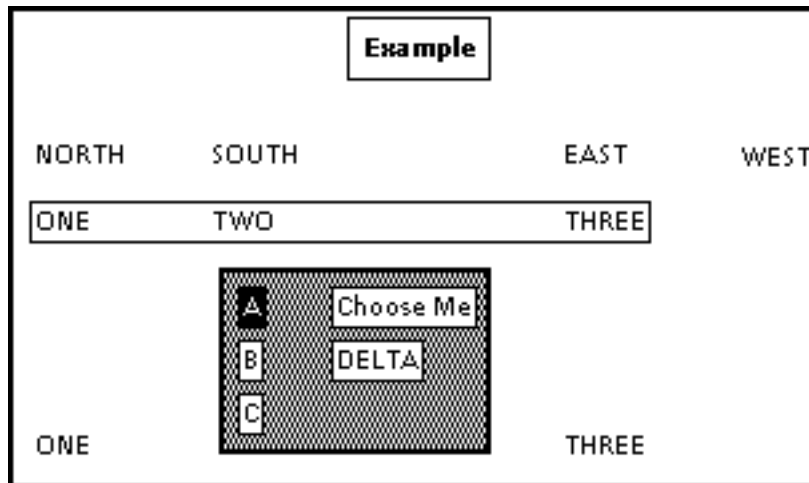 Example
NORTH SOUTH EAST WEST
ONE TWO THREE
A Choose Me
B DELTA
C
ONE THREE